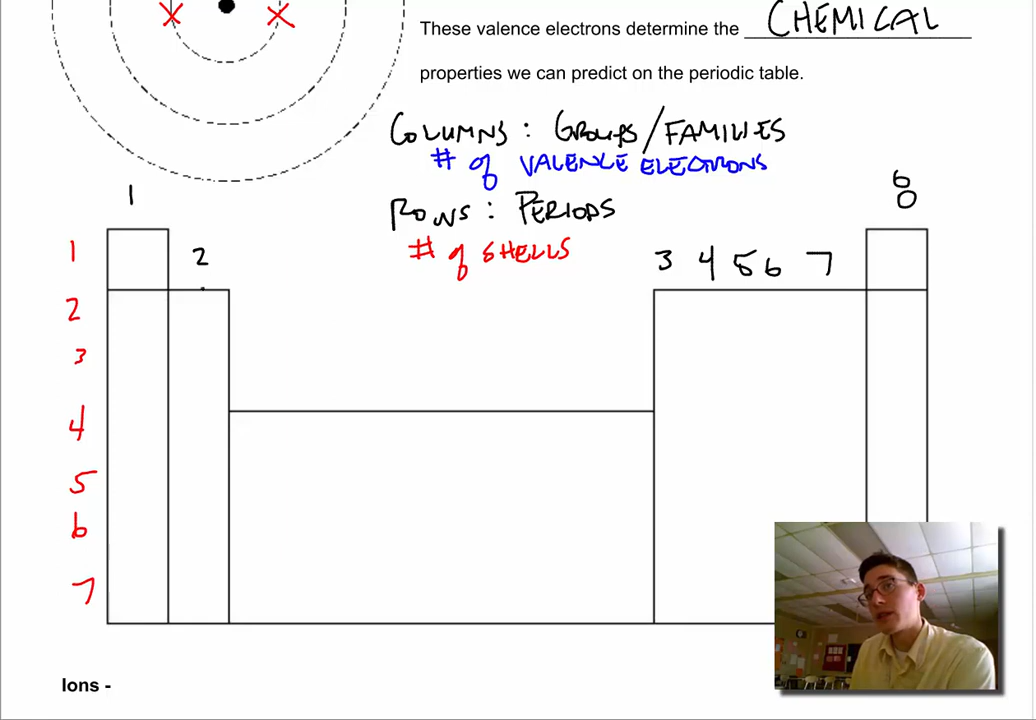 These valence electrons determine the CHEMICAL
properties we can predict on the periodic table.
COLUMNS: GROUPS/FAMILIES
# of VALENCE ELECTRONS
ROWS: PERIODS
# of SHELLS
1
8
1
2
3 4 5 6 7
2
3
4
5
6
7
Ions -